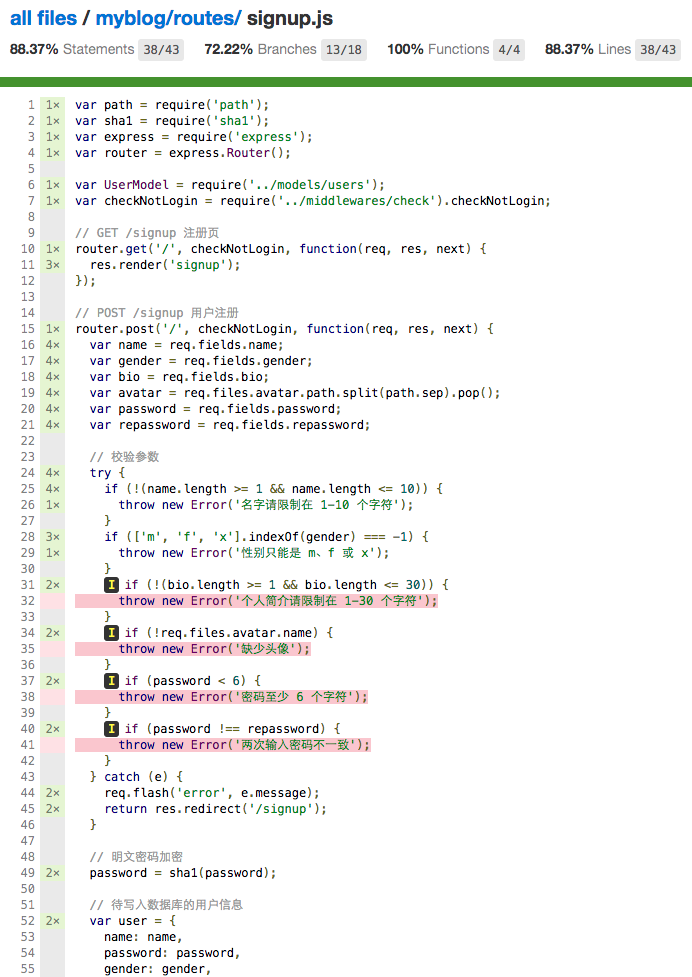 all files / myblog/routes/ signup.js
88.37% Statements 38/43 72.22% Branches 13/18 100% Functions 4/4 88.37% Lines 38/43
1 1× var path = require('path');
2 1× var sha1 = require('sha1');
3 1× var express = require('express');
4 1× var router = express.Router();
5
6 1× var UserModel = require('../models/users');
7 1× var checkNotLogin = require('../middlewares/check').checkNotLogin;
8
9 // GET /signup 注册页
10 1× router.get('/', checkNotLogin, function(req, res, next) {
11 3× res.render('signup');
12 });
13
14 // POST /signup 用户注册
15 1× router.post('/', checkNotLogin, function(req, res, next) {
16 4× var name = req.fields.name;
17 4× var gender = req.fields.gender;
18 4× var bio = req.fields.bio;
19 4× var avatar = req.files.avatar.path.split(path.sep).pop();
20 4× var password = req.fields.password;
21 4× var repassword = req.fields.repassword;
22
23 // 校验参数
24 4× try {
25 4× if (!(name.length >= 1 && name.length <= 10)) {
26 1× throw new Error('名字请限制在 1-10 个字符');
27 }
28 3× if (['m', 'f', 'x'].indexOf(gender) === -1) {
29 1× throw new Error('性别只能是 m、f 或 x');
30 }
31 2× I if (!(bio.length >= 1 && bio.length <= 30)) {
32 throw new Error('个人简介请限制在 1-30 个字符');
33 }
34 2× I if (!req.files.avatar.name) {
35 throw new Error('缺少头像');
36 }
37 2× I if (password < 6) {
38 throw new Error('密码至少 6 个字符');
39 }
40 2× I if (password !== repassword) {
41 throw new Error('两次输入密码不一致');
42 }
43 } catch (e) {
44 2× req.flash('error', e.message);
45 2× return res.redirect('/signup');
46 }
47
48 // 明文密码加密
49 2× password = sha1(password);
50
51 // 待写入数据库的用户信息
52 2× var user = {
53 name: name,
54 password: password,
55 gender: gender,